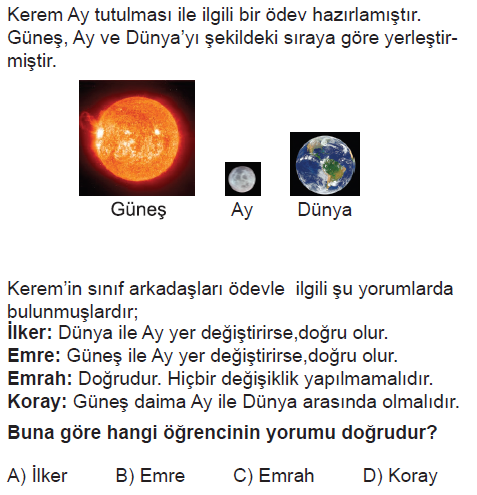 Kerem Ay tutulması ile ilgili bir ödev hazırlamıştır.
Güneş, Ay ve Dünya'yı şekildeki sıraya göre yerleştir-
miştir.
Güneş Ay Dünya
Kerem'in sınıf arkadaşları ödevle ilgili şu yorumlarda
bulunmuşlardır;
İlker: Dünya ile Ay yer değiştirirse,doğru olur.
Emre: Güneş ile Ay yer değiştirirse,doğru olur.
Emrah: Doğrudur. Hiçbir değişiklik yapılmamalıdır.
Koray: Güneş daima Ay ile Dünya arasında olmalıdır.
Buna göre hangi öğrencinin yorumu doğrudur?
A) İlker B) Emre C) Emrah D) Koray